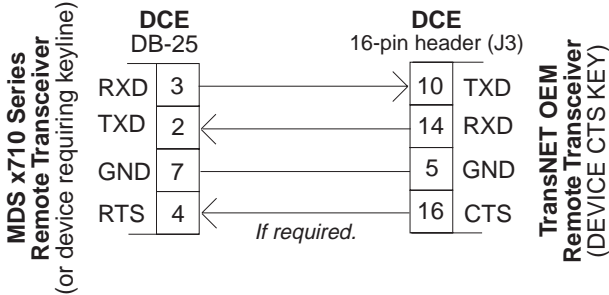 MDS x710 Series
Remote Transceiver
(or device requiring keyline)
DCE
DB-25
RXD 3
TXD 2
GND 7
RTS 4
If required.
DCE
16-pin header (J3)
10 TXD
14 RXD
5 GND
16 CTS
TransNET OEM
Remote Transceiver
(DEVICE CTS KEY)